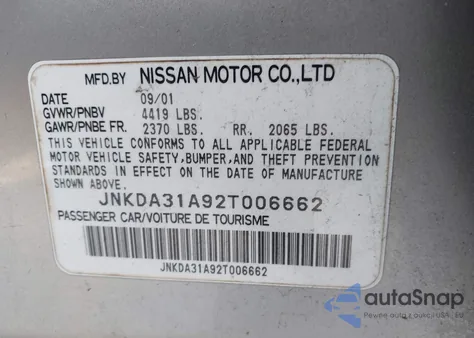 MFD.BY NISSAN MOTOR CO.,LTD
DATE 09/01
GVWR/PNBV 4419 LBS.
GAWR/PNBE FR. 2370 LBS. RR. 2065 LBS.
THIS VEHICLE CONFORMS TO ALL APPLICABLE FEDERAL
MOTOR VEHICLE SAFETY, BUMPER, AND THEFT PREVENTION
STANDARDS IN EFFECT ON THE DATE OF MANUFACTURE
SHOWN ABOVE.
JNKDA31A92T006662
PASSENGER CAR/VOITURE DE TOURISME
JNKDA31A92T006662
autoSnap